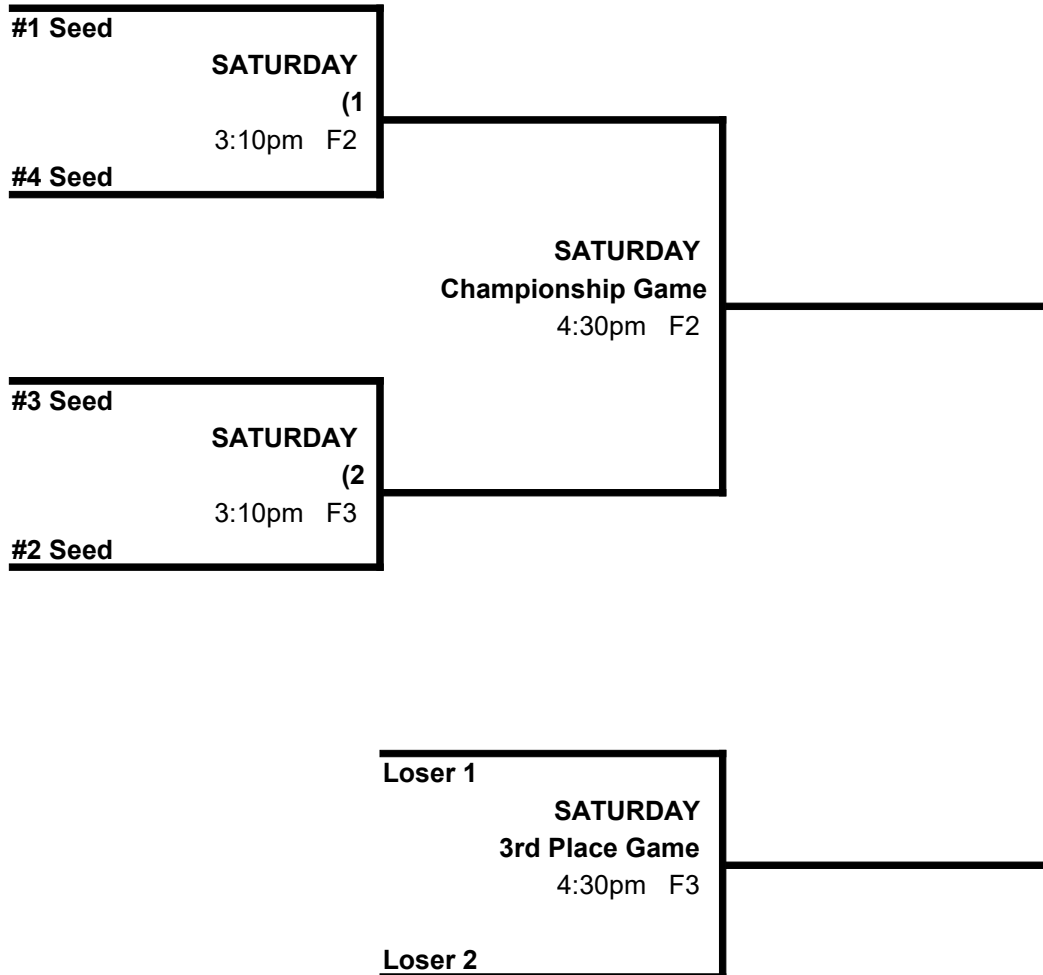 #1 Seed
SATURDAY
(1
3:10pm F2
#4 Seed
SATURDAY
Championship Game
4:30pm F2
#3 Seed
SATURDAY
(2
3:10pm F3
#2 Seed
Loser 1
SATURDAY
3rd Place Game
4:30pm F3
Loser 2